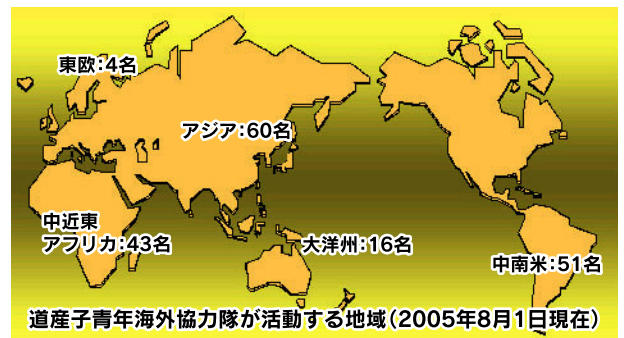 東欧:4名
アジア:60名
中近東
アフリカ:43名
大洋州:16名
中南米:51名
道産子青年海外協力隊が活動する地域(2005年8月1日現在)